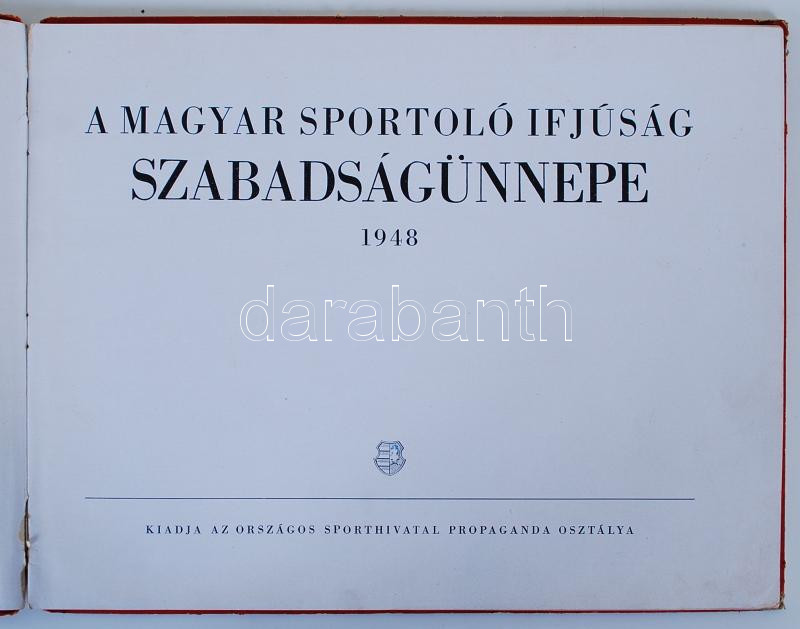 A MAGYAR SPORTOLÓ IFJÚSÁG
SZABADSÁGÜNNEPE
1948
darabanth
KIADJA AZ ORSZÁGOS SPORTHIVATAL PROPAGANDA OSZTÁLYA